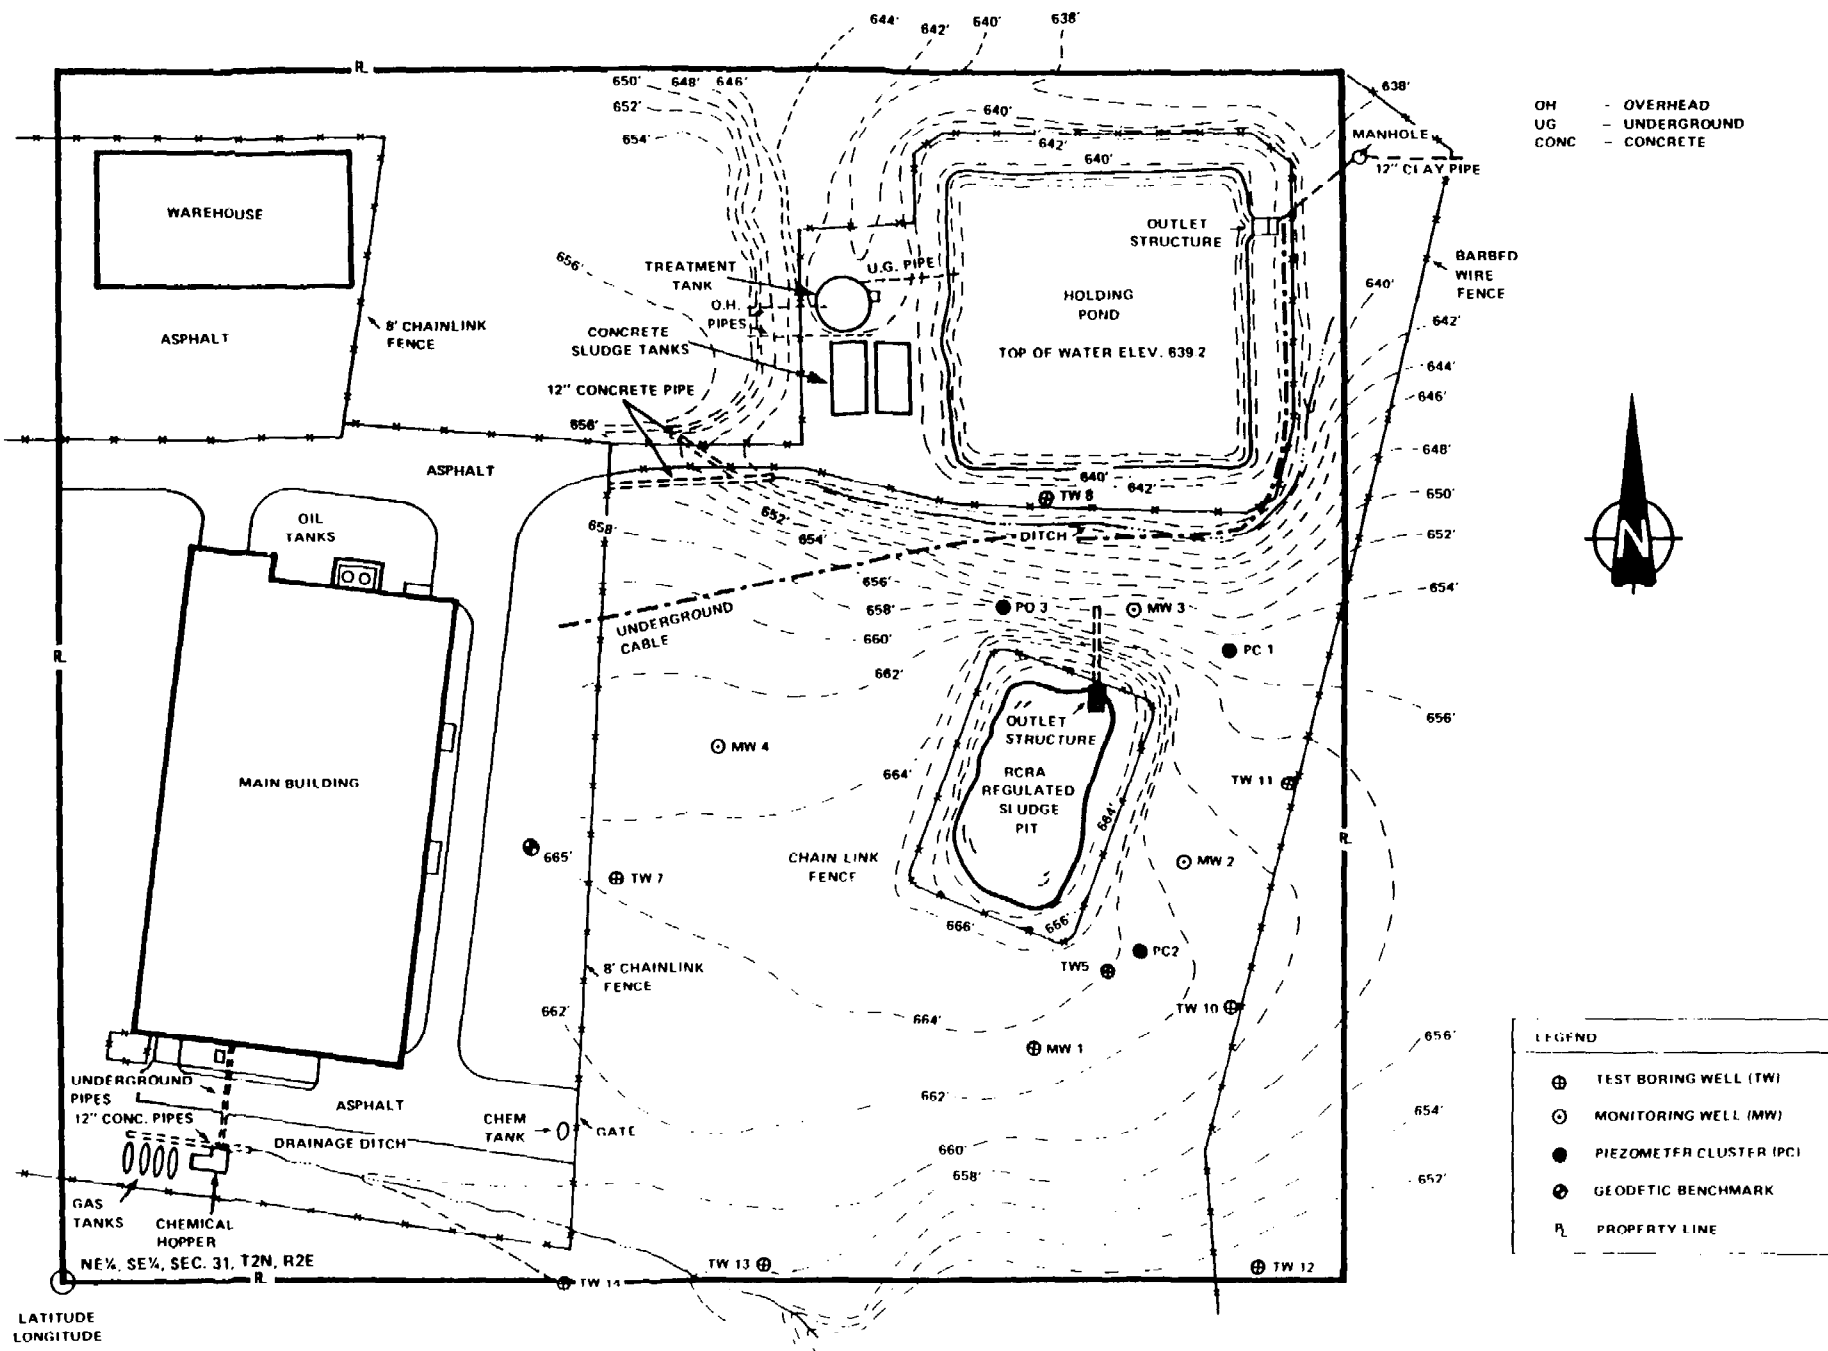 644'
642'
640'
638'
PL
650'
648'
646'
652'
654'
640'
638'
642'
640'
MANHOLE
12" CLAY PIPE
OH - OVERHEAD
UG - UNDERGROUND
CONC - CONCRETE
WAREHOUSE
OUTLET
STRUCTURE
656'
TREATMENT
TANK
U.G. PIPE
O.H.
PIPES
BARBED
WIRE
FENCE
HOLDING
POND
TOP OF WATER ELEV. 639.2
640'
642'
644'
646'
648'
650'
652'
654'
656'
ASPHALT
8' CHAINLINK
FENCE
CONCRETE
SLUDGE TANKS
12" CONCRETE PIPE
656'
ASPHALT
640'
642'
TW 8
652'
654'
658'
DITCH
OIL
TANKS
656'
658'
660'
662'
UNDERGROUND
CABLE
PO 3
MW 3
PC 1
N
PL
MW 4
OUTLET
STRUCTURE
RCRA
REGULATED
SLUDGE
PIT
664'
664'
TW 11
PL
MAIN BUILDING
665'
TW 7
CHAIN LINK
FENCE
MW 2
666'
666'
PC2
TW5
8' CHAINLINK
FENCE
662'
664'
TW 10
MW 1
656'
662'
654'
660'
658'
652'
UNDERGROUND
PIPES
12" CONC. PIPES
ASPHALT
CHEM
TANK
GATE
DRAINAGE DITCH
GAS
TANKS
CHEMICAL
HOPPER
NE¼, SE¼, SEC. 31, T2N, R2E
PL
TW 14
TW 13
TW 12
LATITUDE
LONGITUDE
LEGEND
TEST BORING WELL (TW)
MONITORING WELL (MW)
PIEZOMETER CLUSTER (PC)
GEODETIC BENCHMARK
PL PROPERTY LINE